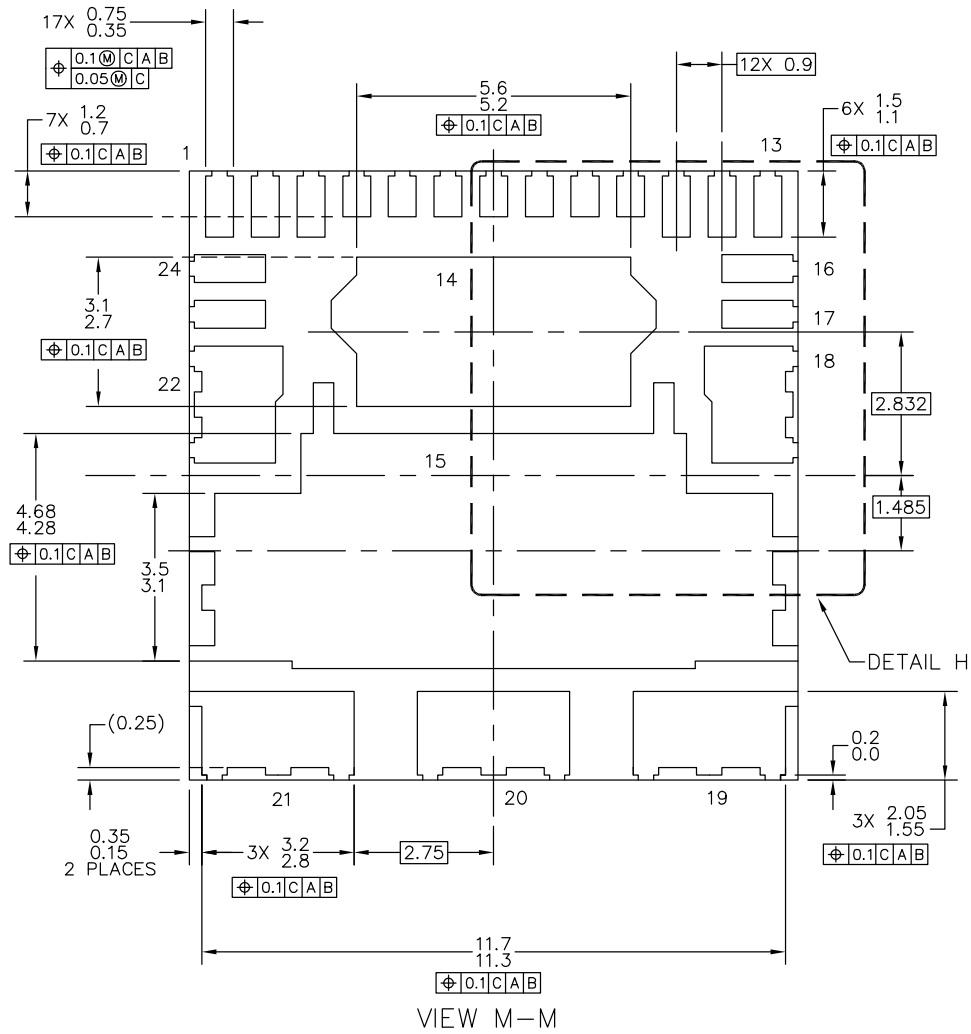 17X 0.75
0.35
⌖ 0.1Ⓜ C A B
0.05Ⓜ C
7X 1.2
0.7
⌖ 0.1 C A B
5.6
5.2
⌖ 0.1 C A B
12X 0.9
6X 1.5
1.1
⌖ 0.1 C A B
1
13
24
14
16
3.1
2.7
⌖ 0.1 C A B
17
22
18
2.832
15
4.68
4.28
⌖ 0.1 C A B
1.485
3.5
3.1
DETAIL H
(0.25)
0.2
0.0
21
20
19
0.35
0.15
2 PLACES
3X 3.2
2.8
⌖ 0.1 C A B
2.75
3X 2.05
1.55
⌖ 0.1 C A B
11.7
11.3
⌖ 0.1 C A B
VIEW M–M